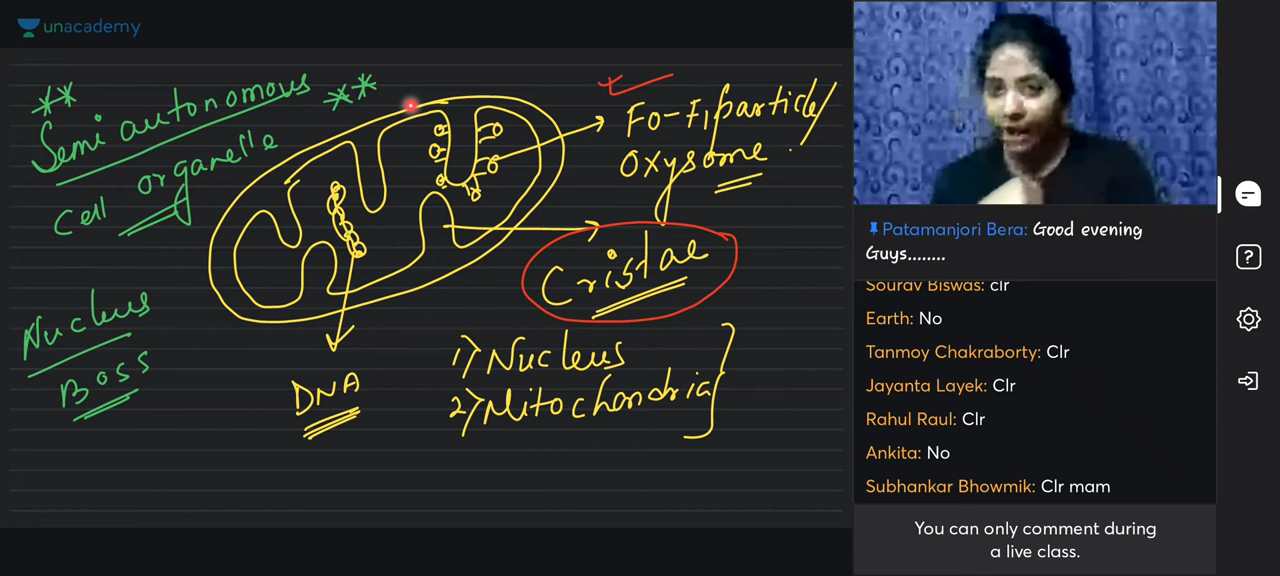 unacademy
** Semi autonomous **
Cell organelle
Nucleus
Boss
F0-F1 particle/
oxysome.
Cristae
DNA
1) Nucleus
2) Mitochondria
Patamanjori Bera: Good evening
Guys........
Sourav Biswas: clr
Earth: No
Tanmoy Chakraborty: Clr
Jayanta Layek: Clr
Rahul Raul: Clr
Ankita: No
Subhankar Bhowmik: Clr mam
You can only comment during
a live class.
?